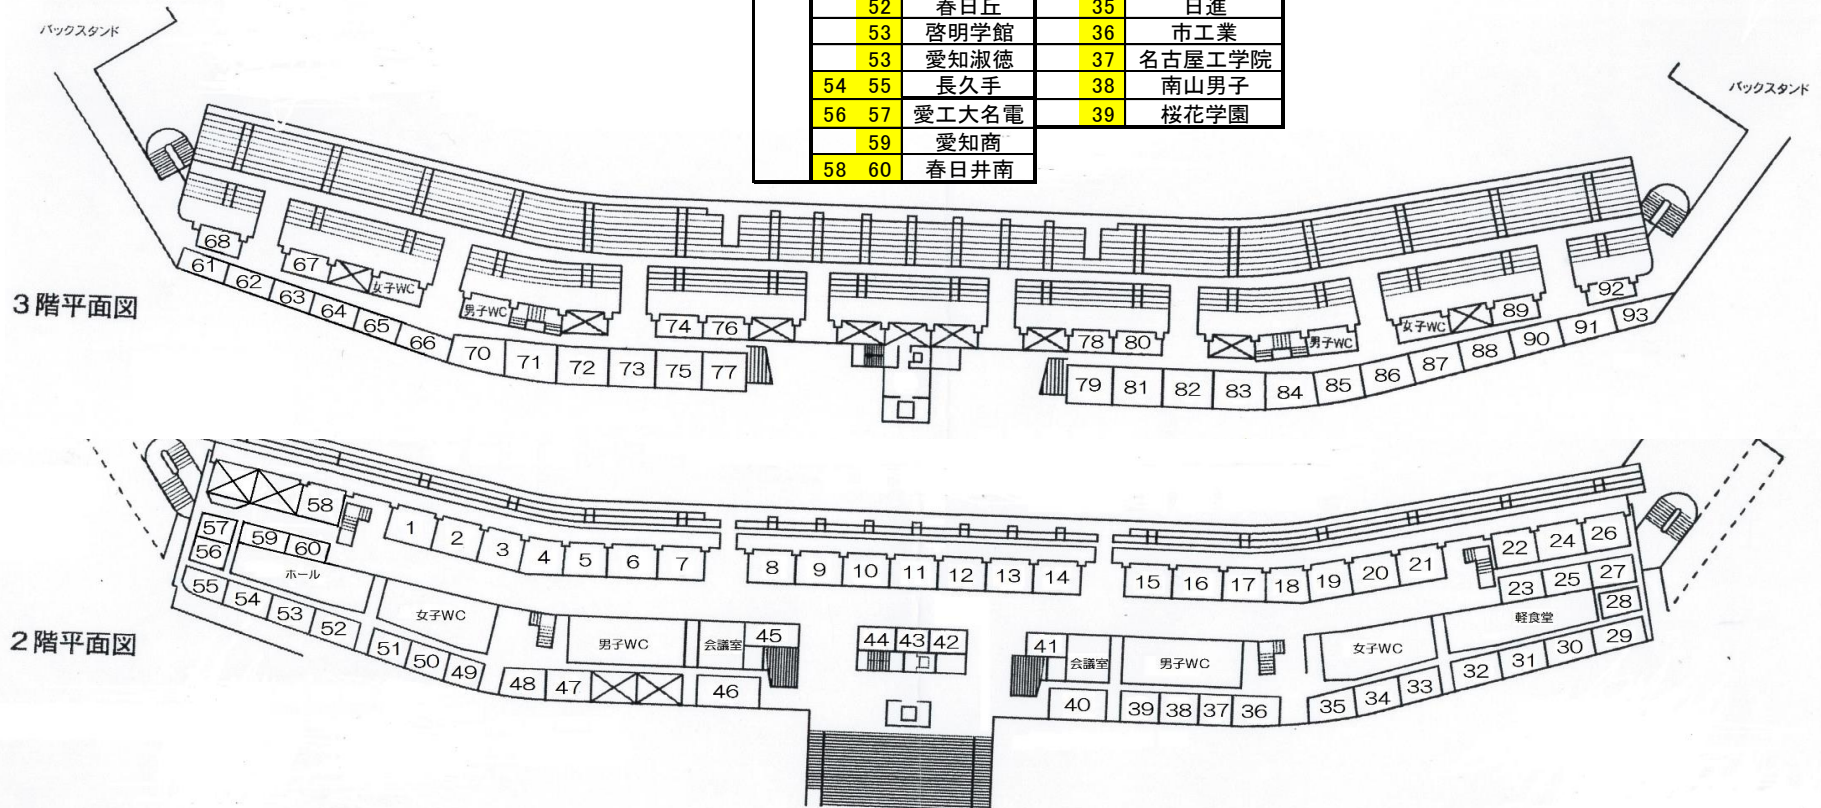 バックスタンド
52 春日丘 35 日進
53 啓明学館 36 市工業
53 愛知淑徳 37 名古屋工学院
54 55 長久手 38 南山男子
56 57 愛工大名電 39 桜花学園
59 愛知商
58 60 春日井南
バックスタンド
3階平面図
68 67 女子WC 男子WC 74 76 78 80 男子WC 女子WC 89 92
61 62 63 64 65 66 70 71 72 73 75 77 79 81 82 83 84 85 86 87 88 90 91 93
2階平面図
58 1 2 3 4 5 6 7 8 9 10 11 12 13 14 15 16 17 18 19 20 21 22 24 26
57 59 60 23 25 27
56 ホール 軽食堂 28
女子WC 男子WC 会議室 45 44 43 42 41 会議室 男子WC 女子WC
55 54 53 52 51 50 49 48 47 46 40 39 38 37 36 35 34 33 32 31 30 29